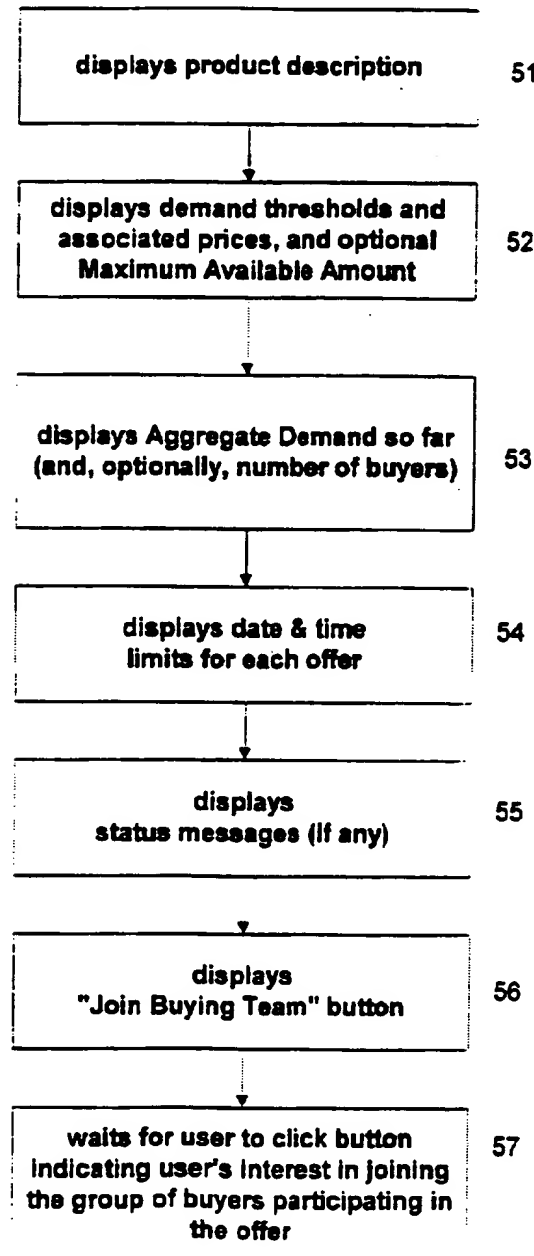 displays product description
51
displays demand thresholds and
associated prices, and optional
Maximum Available Amount
52
displays Aggregate Demand so far
(and, optionally, number of buyers)
53
displays date & time
limits for each offer
54
displays
status messages (if any)
55
displays
"Join Buying Team" button
56
waits for user to click button
indicating user's interest in joining
the group of buyers participating in
the offer
57